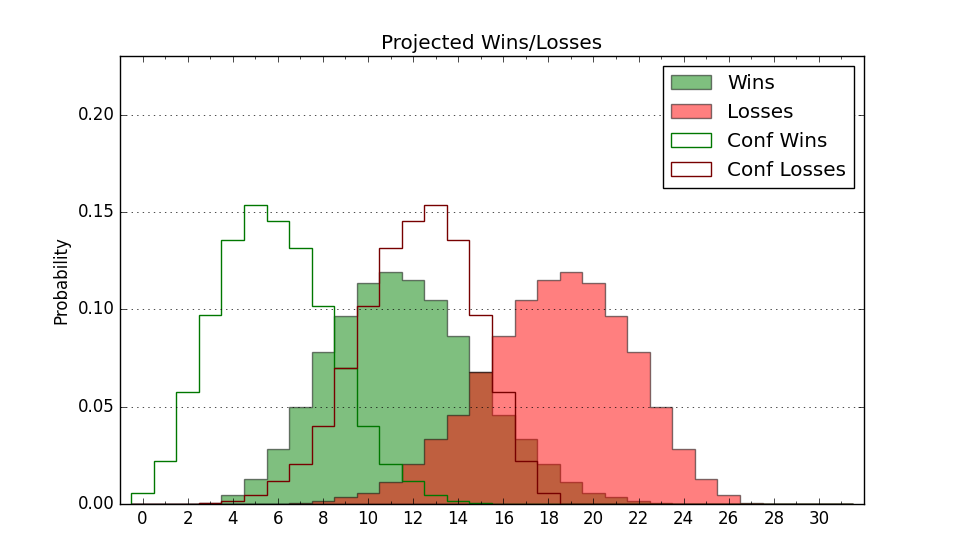 Projected Wins/Losses
Wins
Losses
Conf Wins
Conf Losses
Probability
0.20
0.15
0.10
0.05
0.00
0 2 4 6 8 10 12 14 16 18 20 22 24 26 28 30